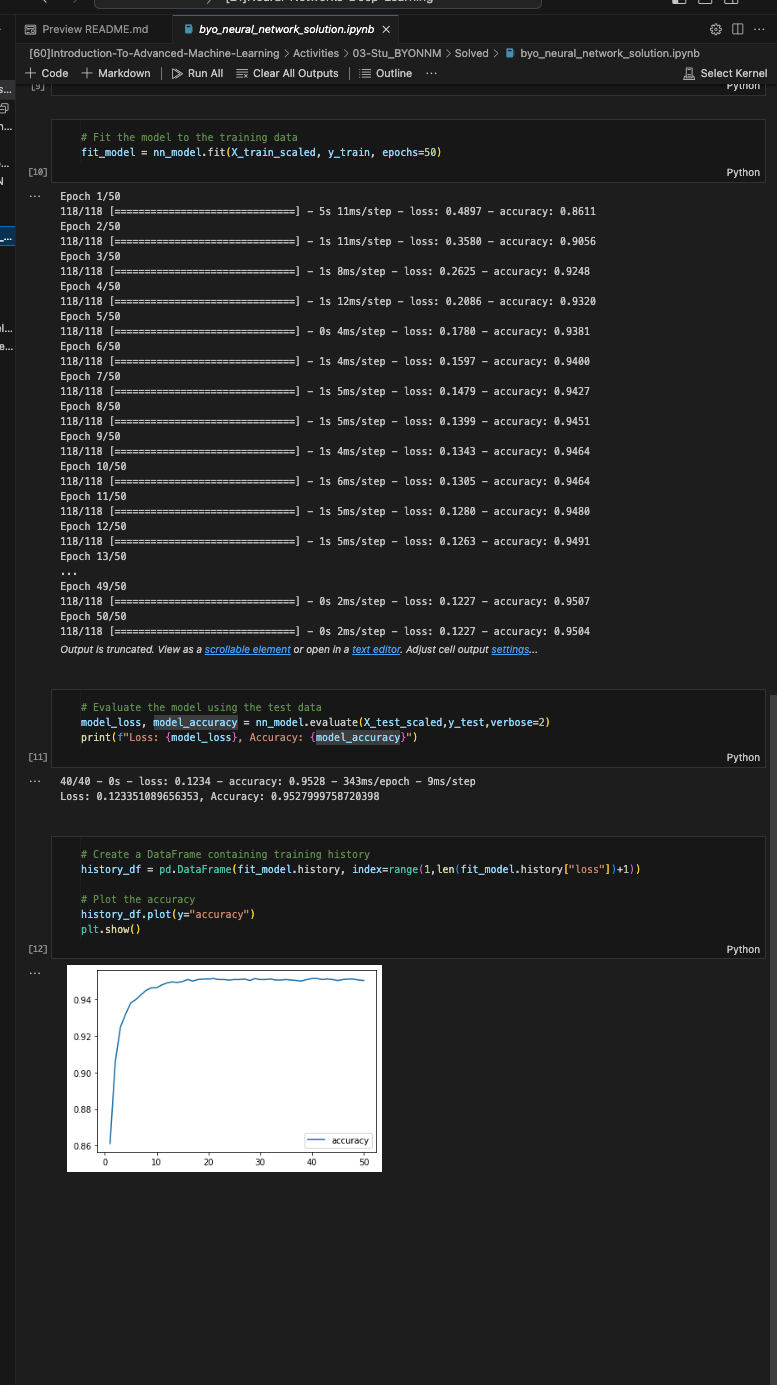 Preview README.md
byo_neural_network_solution.ipynb
[60]Introduction-To-Advanced-Machine-Learning > Activities > 03-Stu_BYONNM > Solved > byo_neural_network_solution.ipynb
+ Code + Markdown | Run All Clear All Outputs | Outline ... Select Kernel
[9] Python
# Fit the model to the training data
fit_model = nn_model.fit(X_train_scaled, y_train, epochs=50)
[10] Python
... Epoch 1/50
118/118 [==============================] - 5s 11ms/step - loss: 0.4897 - accuracy: 0.8611
Epoch 2/50
118/118 [==============================] - 1s 11ms/step - loss: 0.3580 - accuracy: 0.9056
Epoch 3/50
118/118 [==============================] - 1s 8ms/step - loss: 0.2625 - accuracy: 0.9248
Epoch 4/50
118/118 [==============================] - 1s 12ms/step - loss: 0.2086 - accuracy: 0.9320
Epoch 5/50
118/118 [==============================] - 0s 4ms/step - loss: 0.1780 - accuracy: 0.9381
Epoch 6/50
118/118 [==============================] - 1s 4ms/step - loss: 0.1597 - accuracy: 0.9400
Epoch 7/50
118/118 [==============================] - 1s 5ms/step - loss: 0.1479 - accuracy: 0.9427
Epoch 8/50
118/118 [==============================] - 1s 5ms/step - loss: 0.1399 - accuracy: 0.9451
Epoch 9/50
118/118 [==============================] - 1s 4ms/step - loss: 0.1343 - accuracy: 0.9464
Epoch 10/50
118/118 [==============================] - 1s 6ms/step - loss: 0.1305 - accuracy: 0.9464
Epoch 11/50
118/118 [==============================] - 1s 5ms/step - loss: 0.1280 - accuracy: 0.9480
Epoch 12/50
118/118 [==============================] - 1s 5ms/step - loss: 0.1263 - accuracy: 0.9491
Epoch 13/50
...
Epoch 49/50
118/118 [==============================] - 0s 2ms/step - loss: 0.1227 - accuracy: 0.9507
Epoch 50/50
118/118 [==============================] - 0s 2ms/step - loss: 0.1227 - accuracy: 0.9504
Output is truncated. View as a scrollable element or open in a text editor. Adjust cell output settings...
# Evaluate the model using the test data
model_loss, model_accuracy = nn_model.evaluate(X_test_scaled,y_test,verbose=2)
print(f"Loss: {model_loss}, Accuracy: {model_accuracy}")
[11] Python
... 40/40 - 0s - loss: 0.1234 - accuracy: 0.9528 - 343ms/epoch - 9ms/step
Loss: 0.123351089656353, Accuracy: 0.9527999758720398
# Create a DataFrame containing training history
history_df = pd.DataFrame(fit_model.history, index=range(1,len(fit_model.history["loss"])+1))
# Plot the accuracy
history_df.plot(y="accuracy")
plt.show()
[12] Python
...
0.94
0.92
0.90
0.88
0.86
accuracy
0 10 20 30 40 50